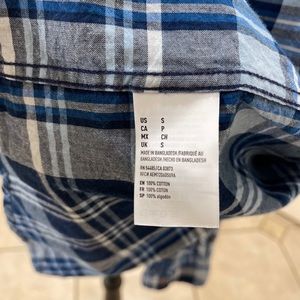 US S
CA P
MX CH
UK S
MADE IN BANGLADESH /FABRIQUÉ AU
BANGLADESH /HECHO EN BANGLADESH
EN 100% COTTON
FR 100% COTON
SP 100% algodón